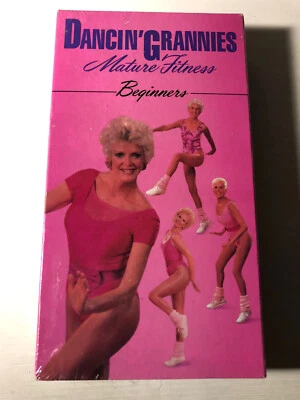 DANCIN' GRANNIES
Mature Fitness
Beginners